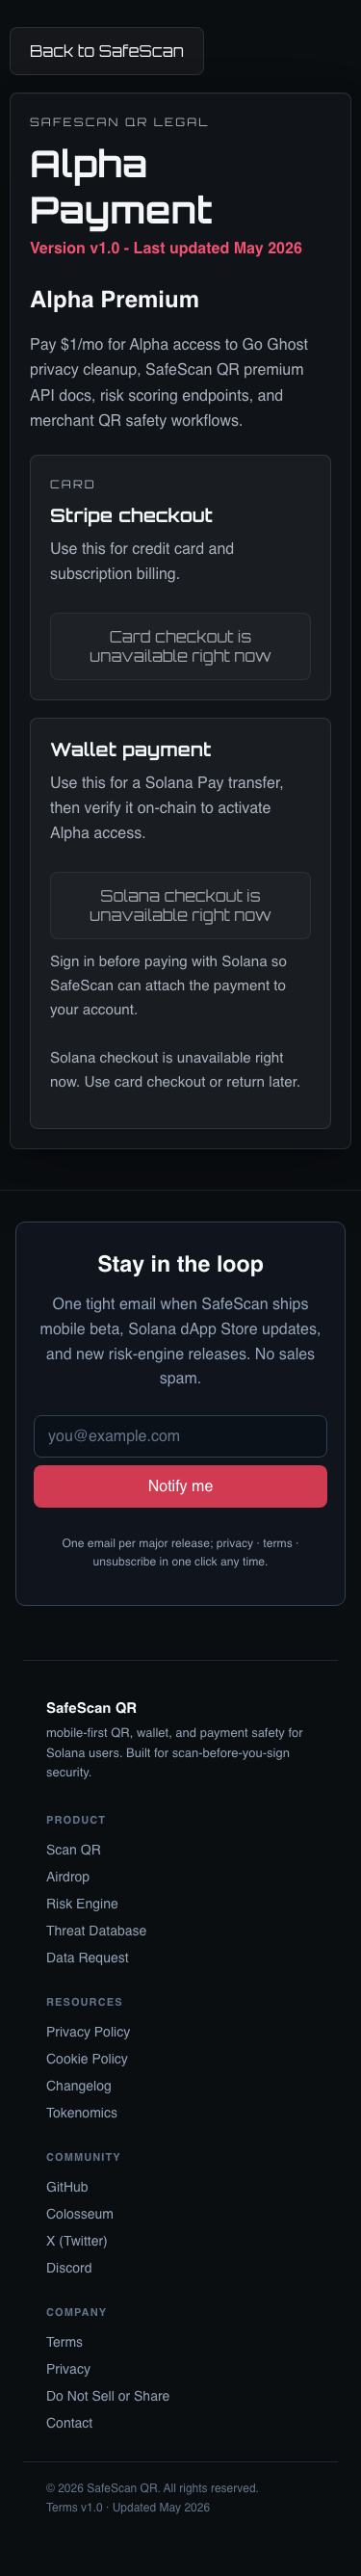 Back to SafeScan
SAFESCAN QR LEGAL
Alpha
Payment
Version v1.0 - Last updated May 2026
Alpha Premium
Pay $1/mo for Alpha access to Go Ghost
privacy cleanup, SafeScan QR premium
API docs, risk scoring endpoints, and
merchant QR safety workflows.
CARD
Stripe checkout
Use this for credit card and
subscription billing.
Card checkout is
unavailable right now
Wallet payment
Use this for a Solana Pay transfer,
then verify it on-chain to activate
Alpha access.
Solana checkout is
unavailable right now
Sign in before paying with Solana so
SafeScan can attach the payment to
your account.
Solana checkout is unavailable right
now. Use card checkout or return later.
Stay in the loop
One tight email when SafeScan ships
mobile beta, Solana dApp Store updates,
and new risk-engine releases. No sales
spam.
you@example.com
Notify me
One email per major release; privacy · terms ·
unsubscribe in one click any time.
SafeScan QR
mobile-first QR, wallet, and payment safety for
Solana users. Built for scan-before-you-sign
security.
PRODUCT
Scan QR
Airdrop
Risk Engine
Threat Database
Data Request
RESOURCES
Privacy Policy
Cookie Policy
Changelog
Tokenomics
COMMUNITY
GitHub
Colosseum
X (Twitter)
Discord
COMPANY
Terms
Privacy
Do Not Sell or Share
Contact
© 2026 SafeScan QR. All rights reserved.
Terms v1.0 · Updated May 2026